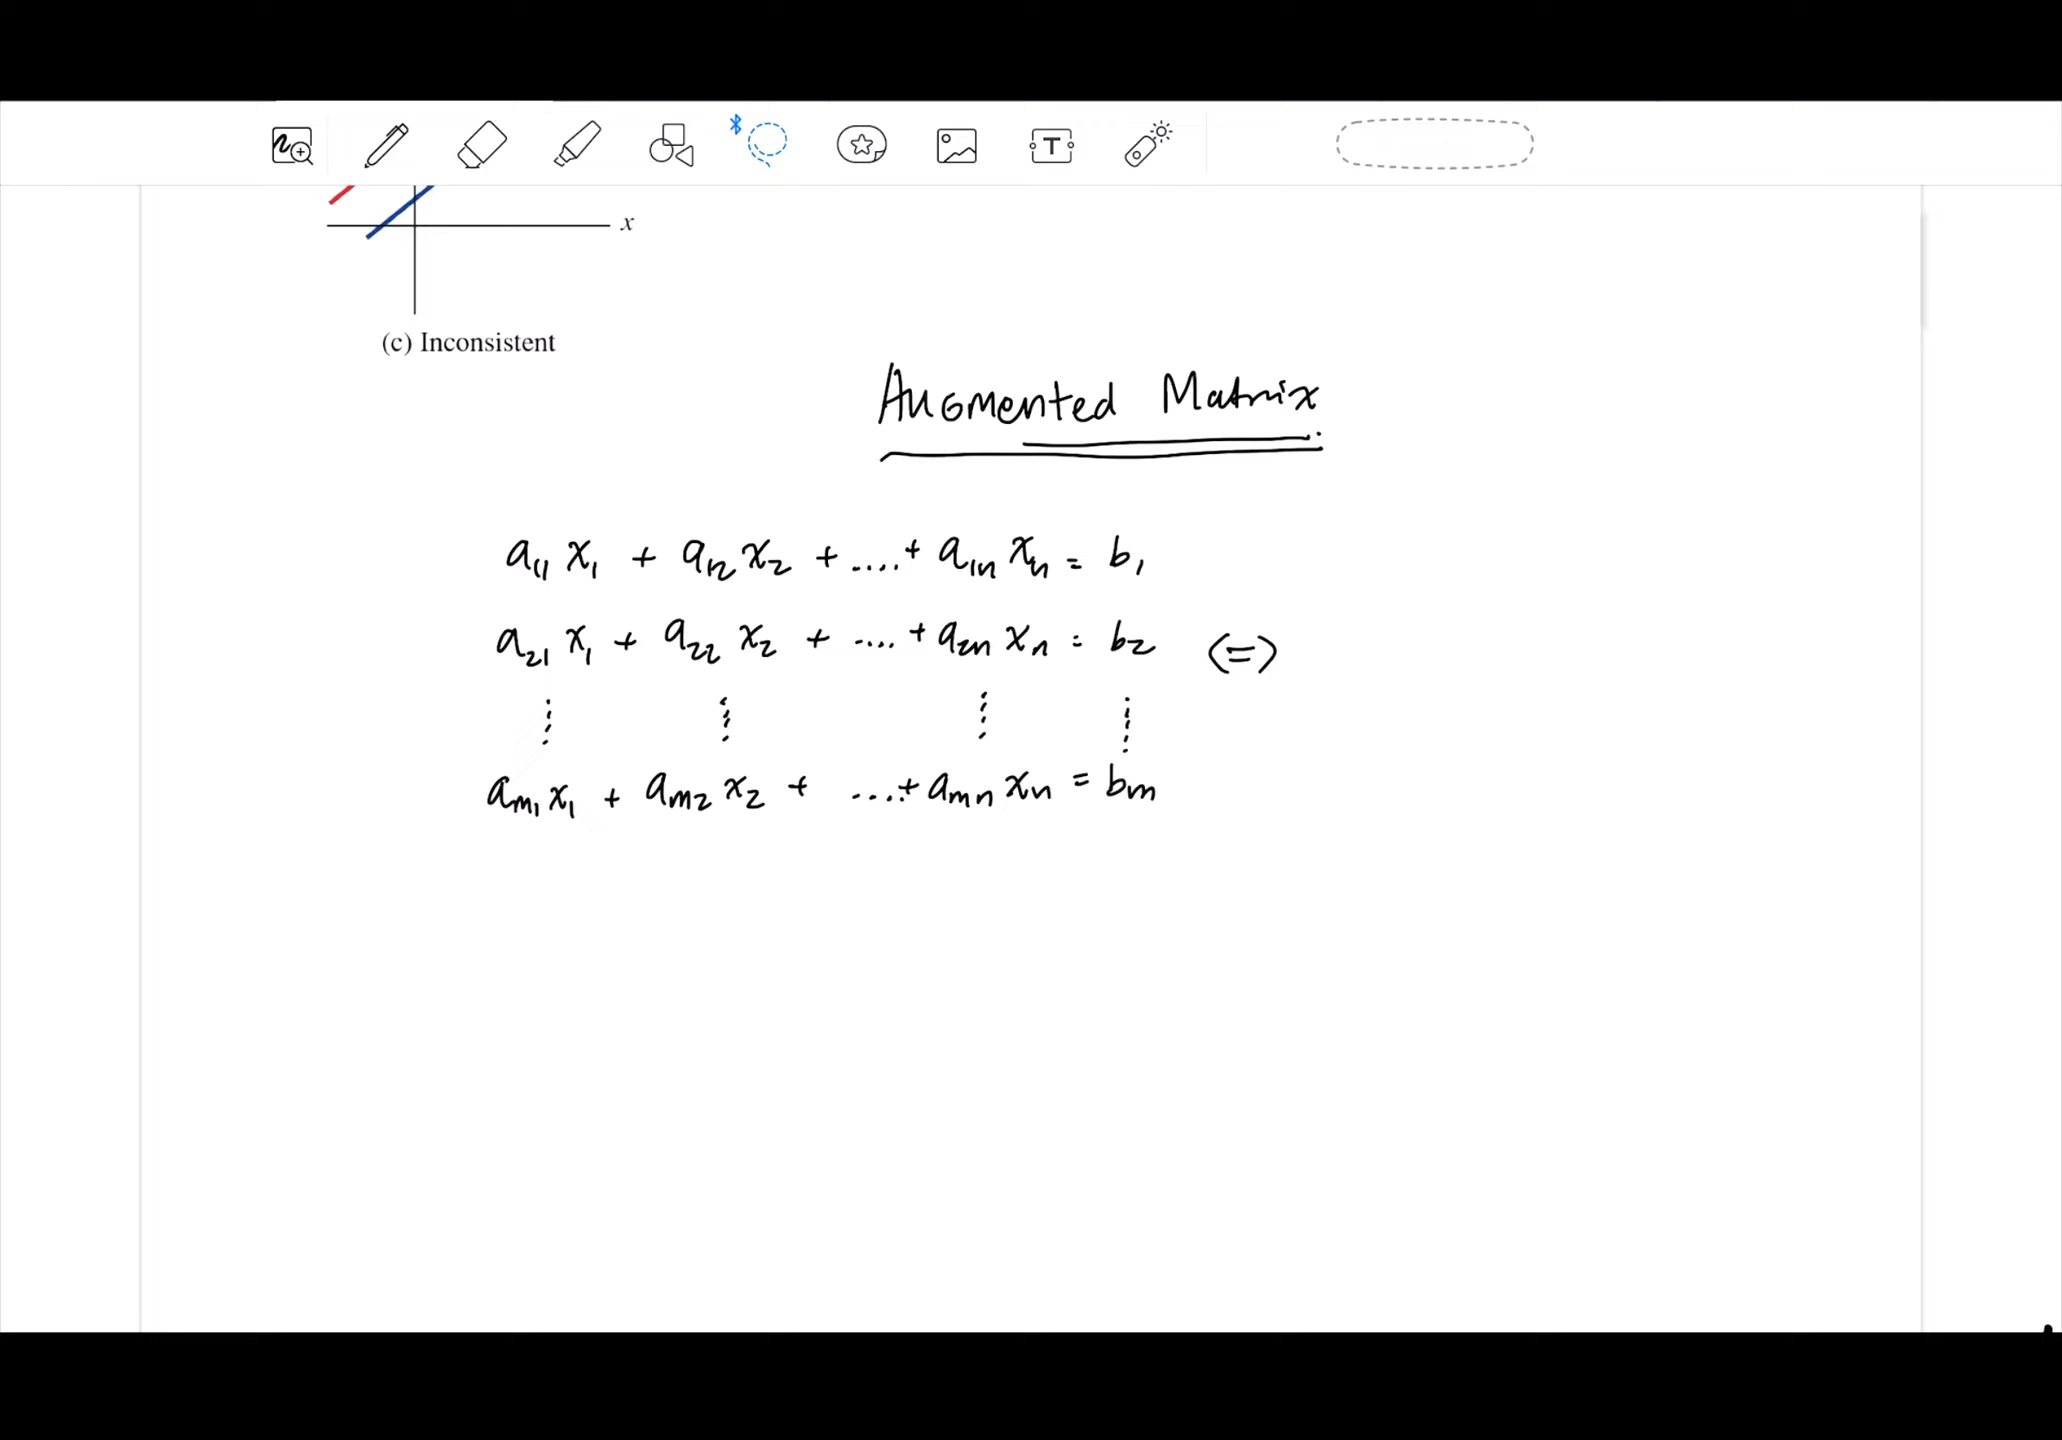 x
(c) Inconsistent
Augmented Matrix
a₁₁ x₁ + a₁₂ x₂ + ....+ a₁ₙ xₙ = b₁
a₂₁ x₁ + a₂₂ x₂ + .... + a₂ₙ xₙ = b₂ <=>
aₘ₁ x₁ + aₘ₂ x₂ + ....+ aₘₙ xₙ = bₘ